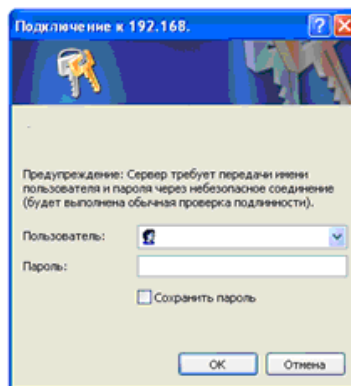 Подключение к 192.168.
Предупреждение: Сервер требует передачи имени
пользователя и пароля через небезопасное соединение
(будет выполнена обычная проверка подлинности).
Пользователь:
Пароль:
Сохранить пароль
ОК
Отмена